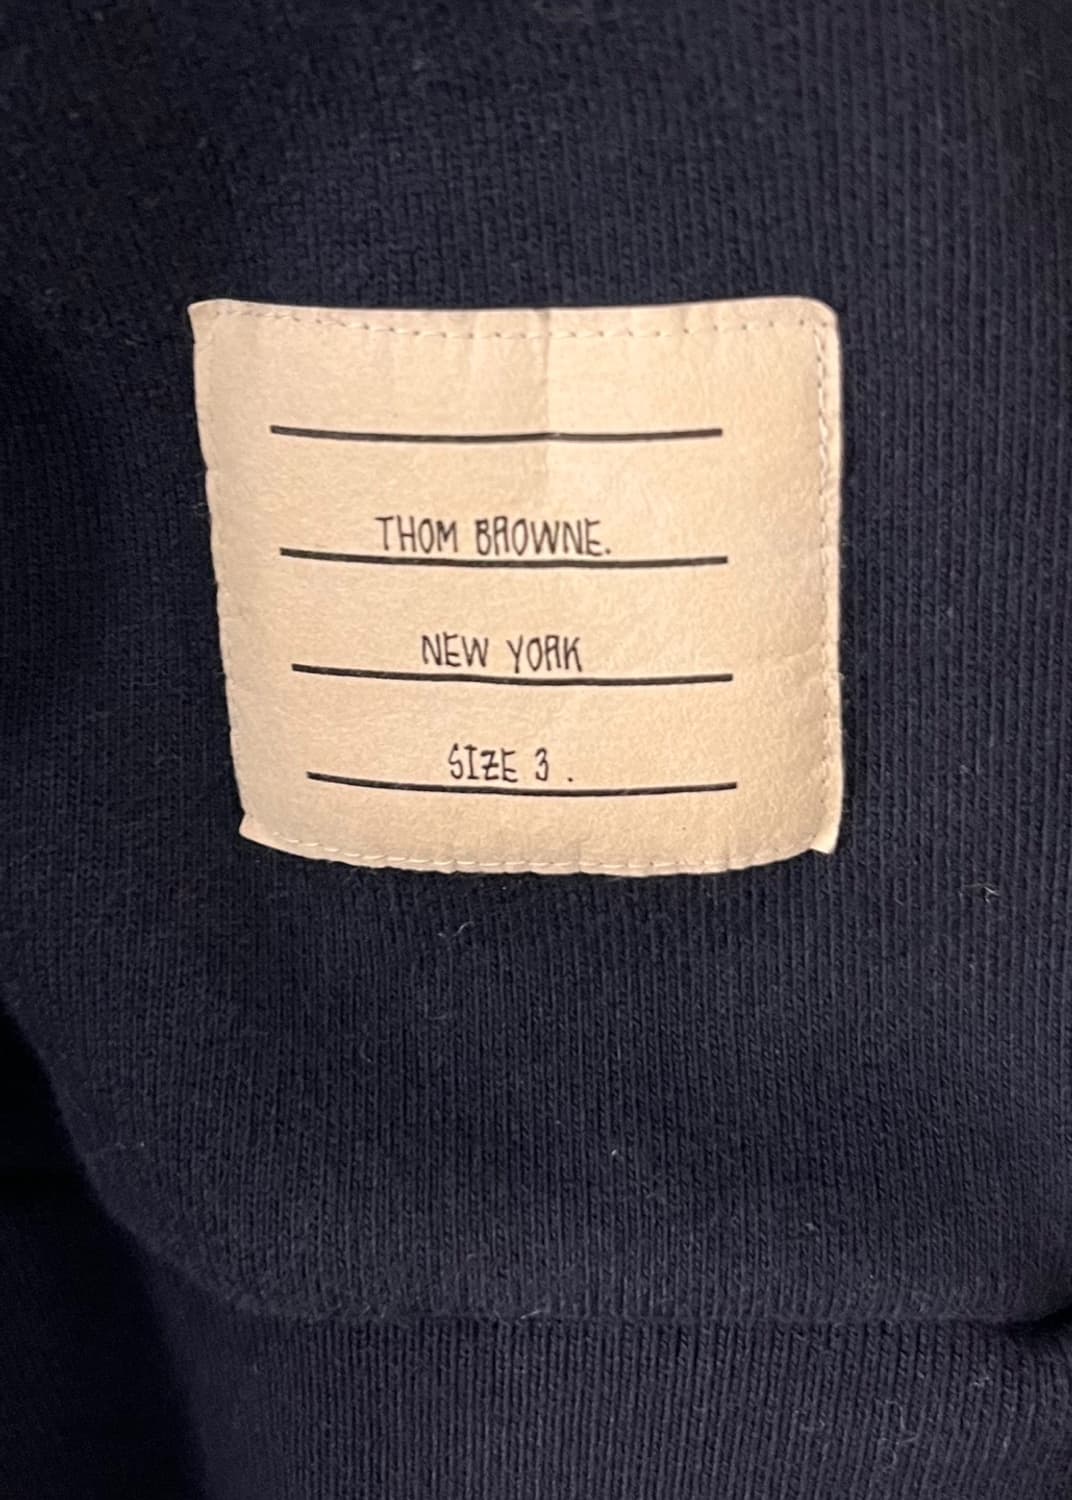 THOM BROWNE.
NEW YORK
SIZE 3 .